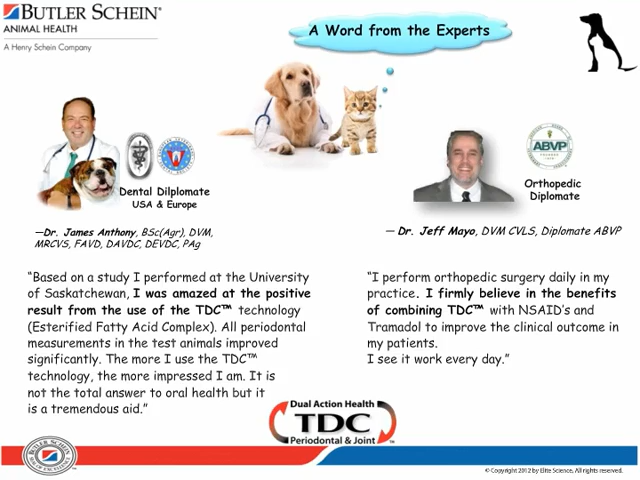 BUTLER SCHEIN®
ANIMAL HEALTH
A Henry Schein Company
A Word from the Experts
Dental Dilplomate
USA & Europe
—Dr. James Anthony, BSc(Agr), DVM,
MRCVS, FAVD, DAVDC, DEVDC, PAg
ABVP
Orthopedic
Diplomate
— Dr. Jeff Mayo, DVM CVLS, Diplomate ABVP
“Based on a study I performed at the University
of Saskatchewan, I was amazed at the positive
result from the use of the TDC™ technology
(Esterified Fatty Acid Complex). All periodontal
measurements in the test animals improved
significantly. The more I use the TDC™
technology, the more impressed I am. It is
not the total answer to oral health but it
is a tremendous aid.”
“I perform orthopedic surgery daily in my
practice. I firmly believe in the benefits
of combining TDC™ with NSAID’s and
Tramadol to improve the clinical outcome in
my patients.
I see it work every day.”
Dual Action Health
TDC
Periodontal & Joint
BUTLER SCHEIN
© Copyright 2012 by Elite Science. All rights reserved.